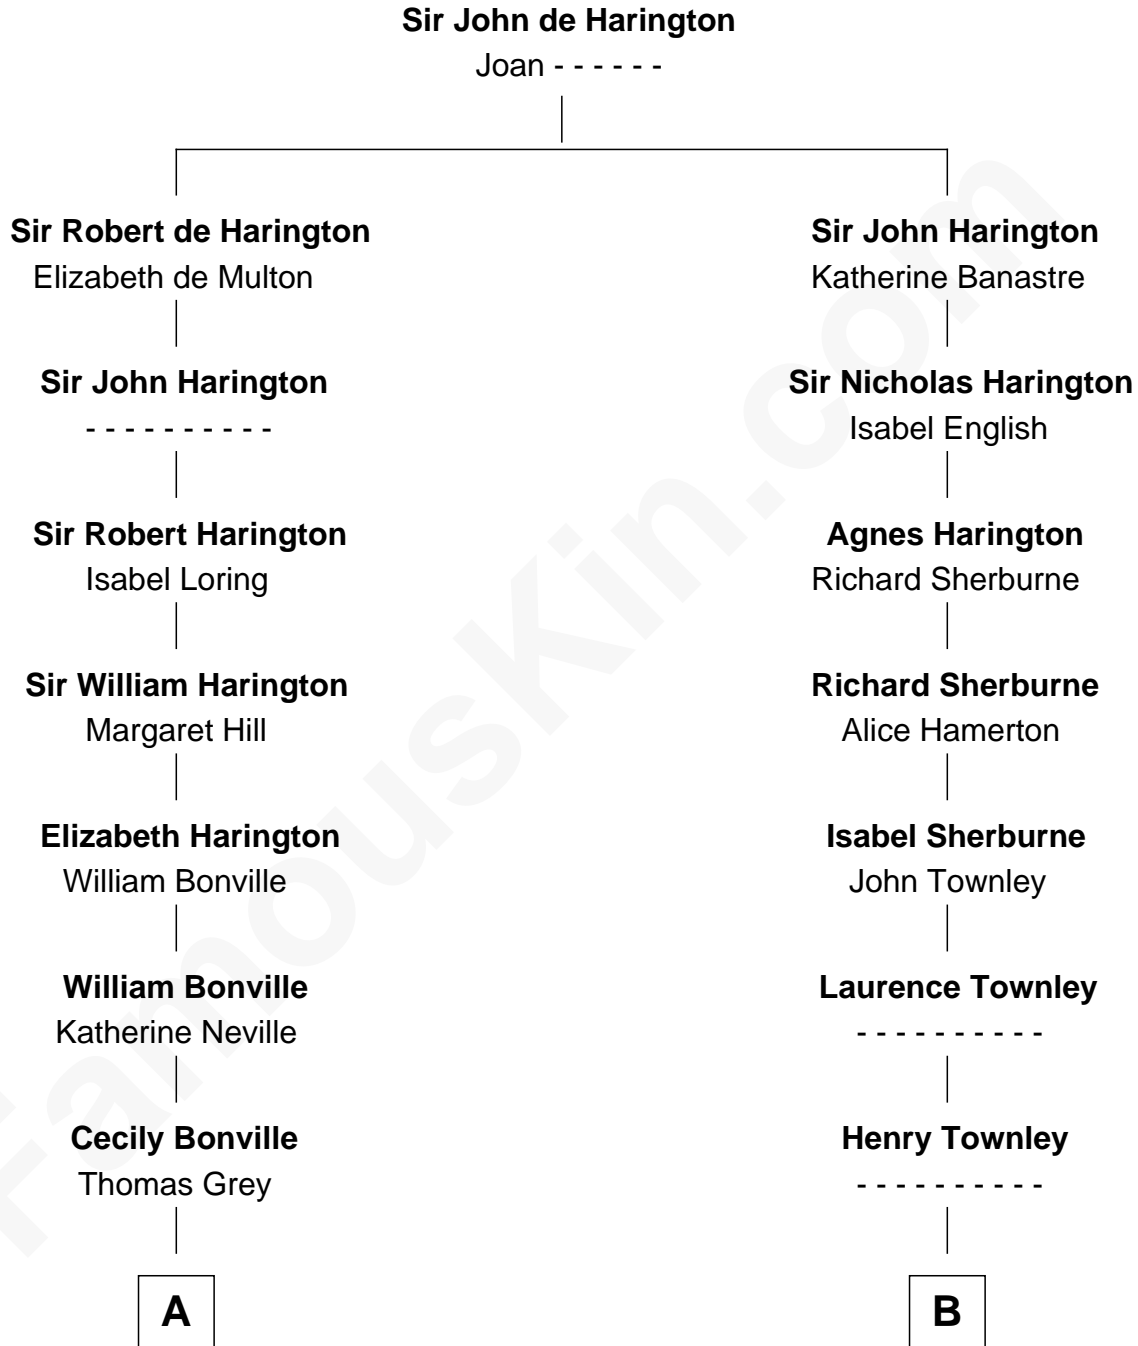 Sir John de Harington
Joan - - - - - -
Sir Robert de Harington
Elizabeth de Multon
Sir John Harington
Katherine Banastre
Sir John Harington
- - - - - - - - - -
Sir Nicholas Harington
Isabel English
Sir Robert Harington
Isabel Loring
Agnes Harington
Richard Sherburne
Sir William Harington
Margaret Hill
Richard Sherburne
Alice Hamerton
Elizabeth Harington
William Bonville
Isabel Sherburne
John Townley
William Bonville
Katherine Neville
Laurence Townley
- - - - - - - - - -
Cecily Bonville
Thomas Grey
Henry Townley
- - - - - - - - - -
A
B
FamousKin.com